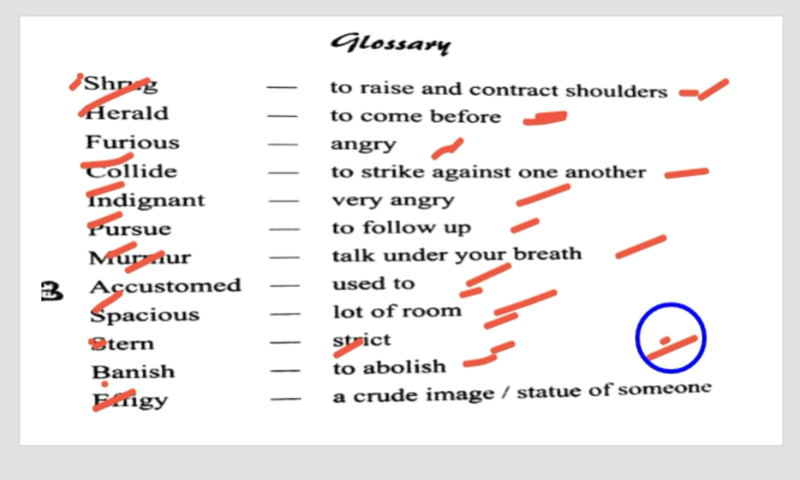 Glossary
Shrug — to raise and contract shoulders
Herald — to come before
Furious — angry
Collide — to strike against one another
Indignant — very angry
Pursue — to follow up
Murmur — talk under your breath
Accustomed — used to
Spacious — lot of room
Stern — strict
Banish — to abolish
Effigy — a crude image / statue of someone